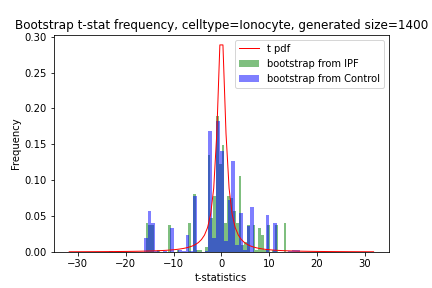 Bootstrap t-stat frequency, celltype=Ionocyte, generated size=1400
t pdf
bootstrap from IPF
bootstrap from Control
Frequency
0.30
0.25
0.20
0.15
0.10
0.05
0.00
−30 −20 −10 0 10 20 30
t-statistics